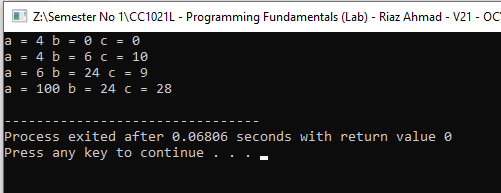 Z:\Semester No 1\CC1021L - Programming Fundamentals (Lab) - Riaz Ahmad - V21 - OC
a = 4 b = 0 c = 0
a = 4 b = 6 c = 10
a = 6 b = 24 c = 9
a = 100 b = 24 c = 28
--------------------------------
Process exited after 0.06806 seconds with return value 0
Press any key to continue . . .